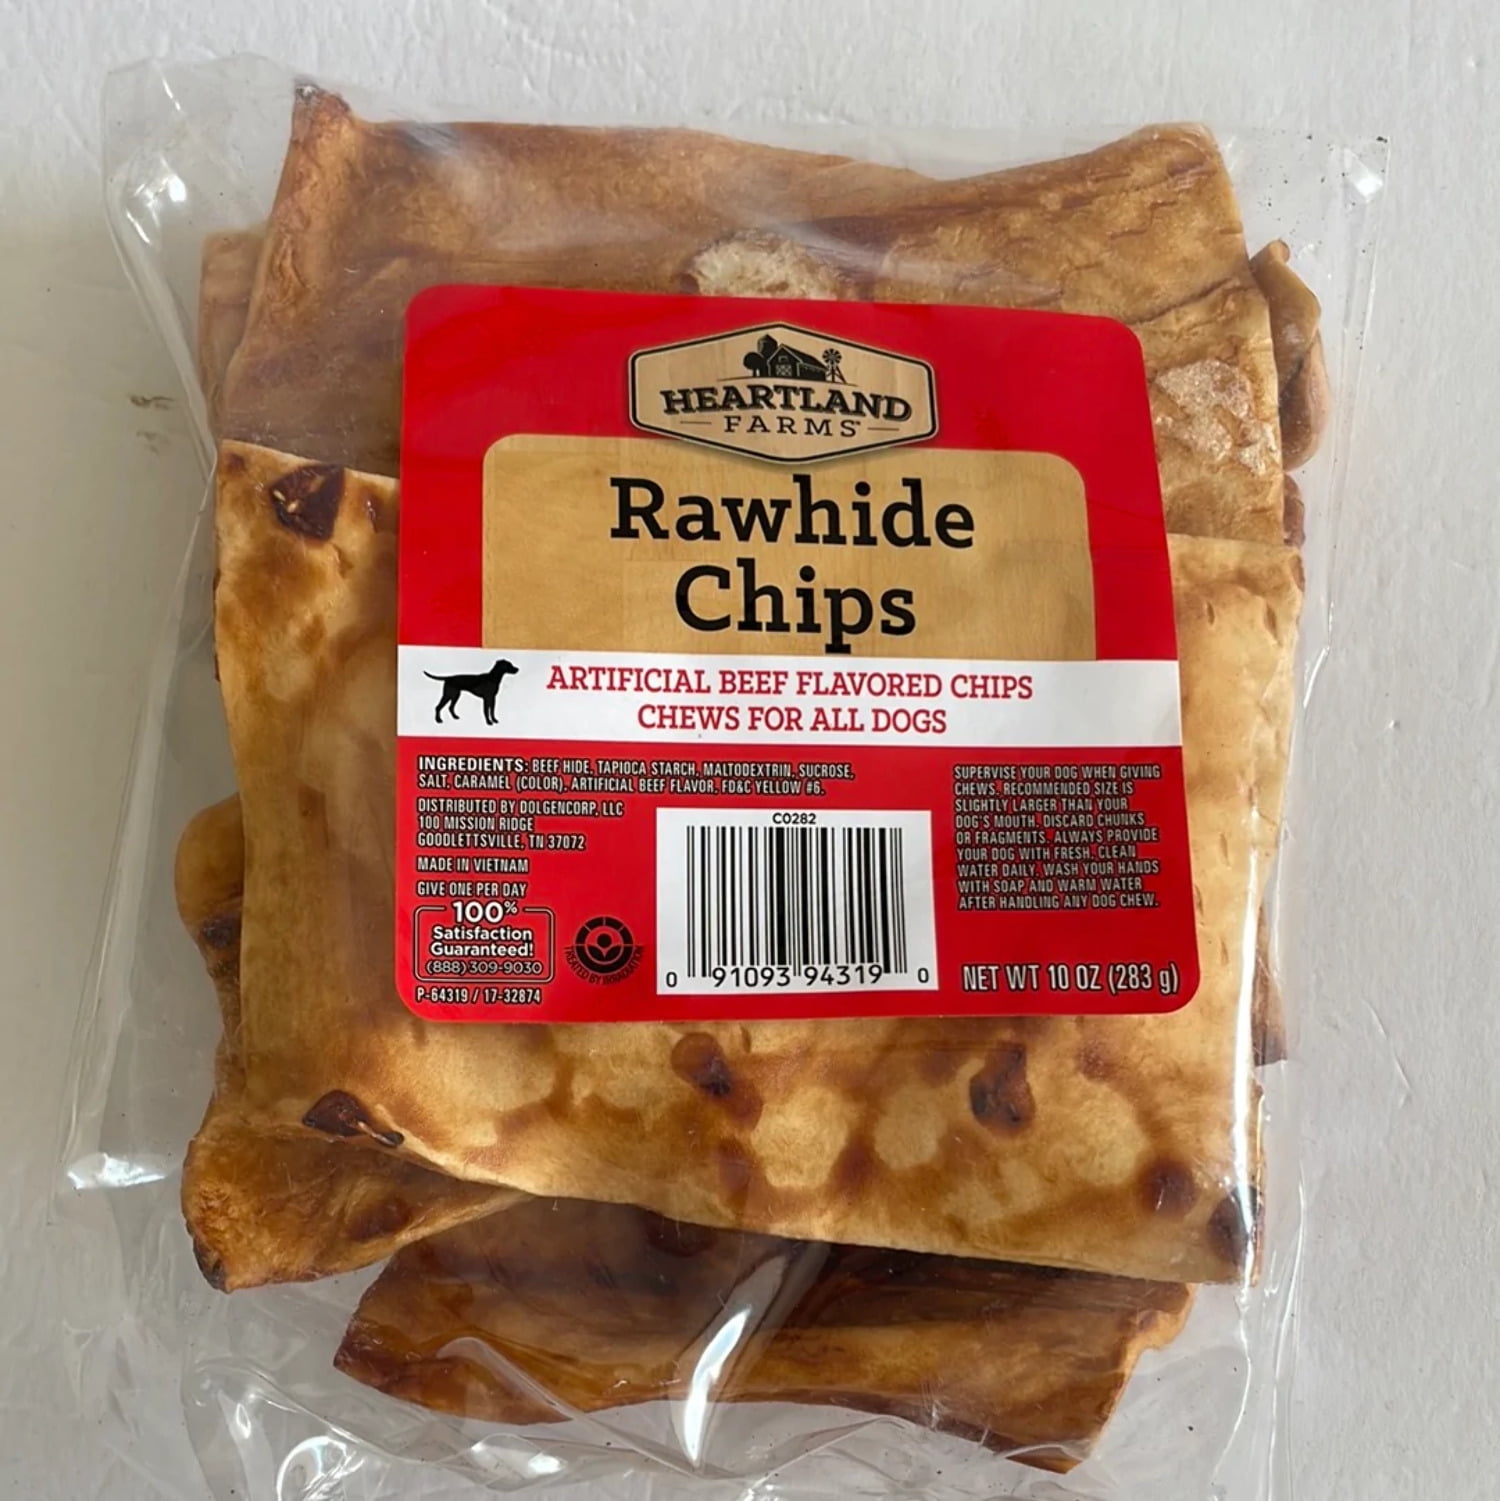 HEARTLAND
FARMS
Rawhide
Chips
ARTIFICIAL BEEF FLAVORED CHIPS
CHEWS FOR ALL DOGS
INGREDIENTS: BEEF HIDE, TAPIOCA STARCH, MALTODEXTRIN, SUCROSE,
SALT, CARAMEL (COLOR), ARTIFICIAL BEEF FLAVOR, FD&C YELLOW #6.
DISTRIBUTED BY DOLGENCORP, LLC
100 MISSION RIDGE
GOODLETTSVILLE, TN 37072
MADE IN VIETNAM
GIVE ONE PER DAY
100%
Satisfaction
Guaranteed!
(888) 309-9030
P-64319 / 17-32874
TREATED BY IRRADIATION
C0282
0 91093 94319 0
SUPERVISE YOUR DOG WHEN GIVING
CHEWS. RECOMMENDED SIZE IS
SLIGHTLY LARGER THAN YOUR
DOG'S MOUTH. DISCARD CHUNKS
OR FRAGMENTS. ALWAYS PROVIDE
YOUR DOG WITH FRESH, CLEAN
WATER DAILY. WASH YOUR HANDS
WITH SOAP AND WARM WATER
AFTER HANDLING ANY DOG CHEW.
NET WT 10 OZ (283 g)